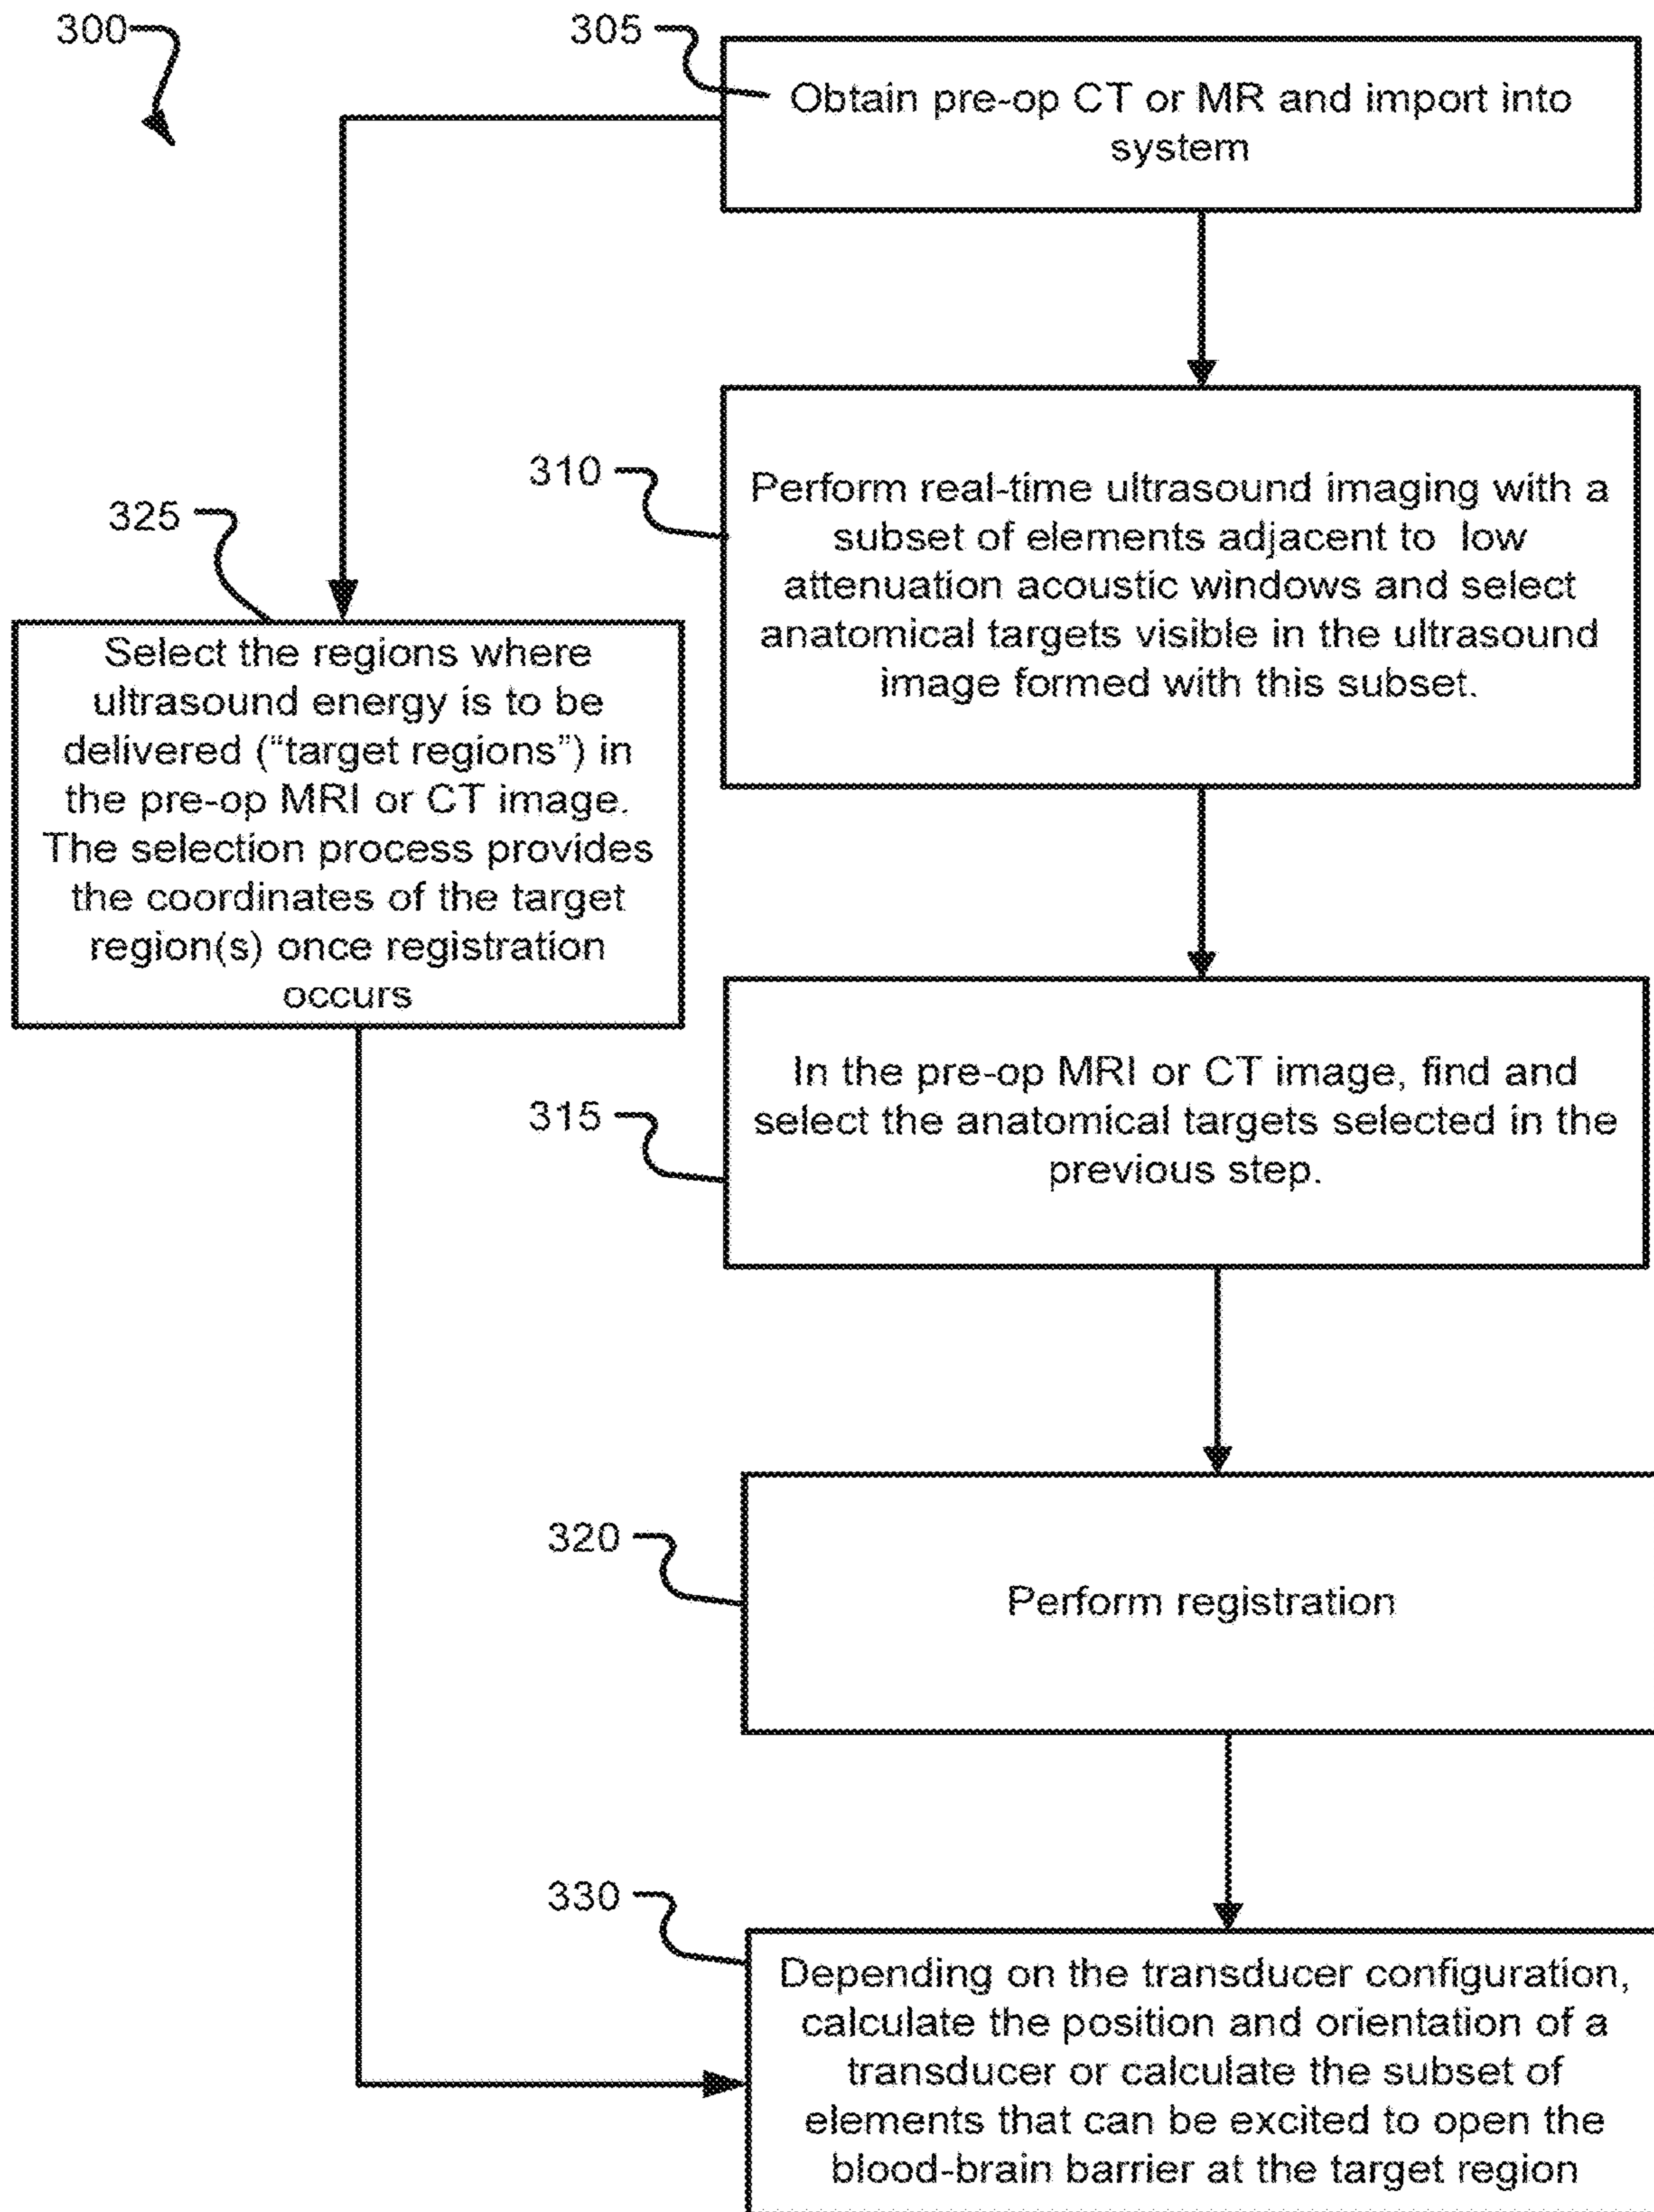 300
305
Obtain pre-op CT or MR and import into
system
310
Perform real-time ultrasound imaging with a
subset of elements adjacent to low
attenuation acoustic windows and select
anatomical targets visible in the ultrasound
image formed with this subset.
325
Select the regions where
ultrasound energy is to be
delivered (“target regions”) in
the pre-op MRI or CT image.
The selection process provides
the coordinates of the target
region(s) once registration
occurs
315
In the pre-op MRI or CT image, find and
select the anatomical targets selected in the
previous step.
320
Perform registration
330
Depending on the transducer configuration,
calculate the position and orientation of a
transducer or calculate the subset of
elements that can be excited to open the
blood-brain barrier at the target region